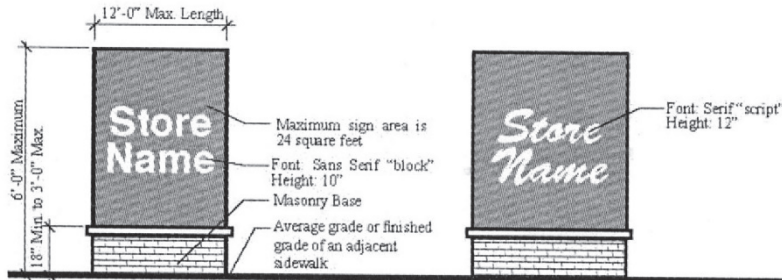 12'-0" Max. Length
6'-0" Maximum
18" Min. to 3'-0" Max.
Store
Name
Maximum sign area is
24 square feet
Font: Sans Serif "block"
Height: 10"
Masonry Base
Average grade or finished
grade of an adjacent
sidewalk
Store
Name
Font: Serif "script"
Height: 12"